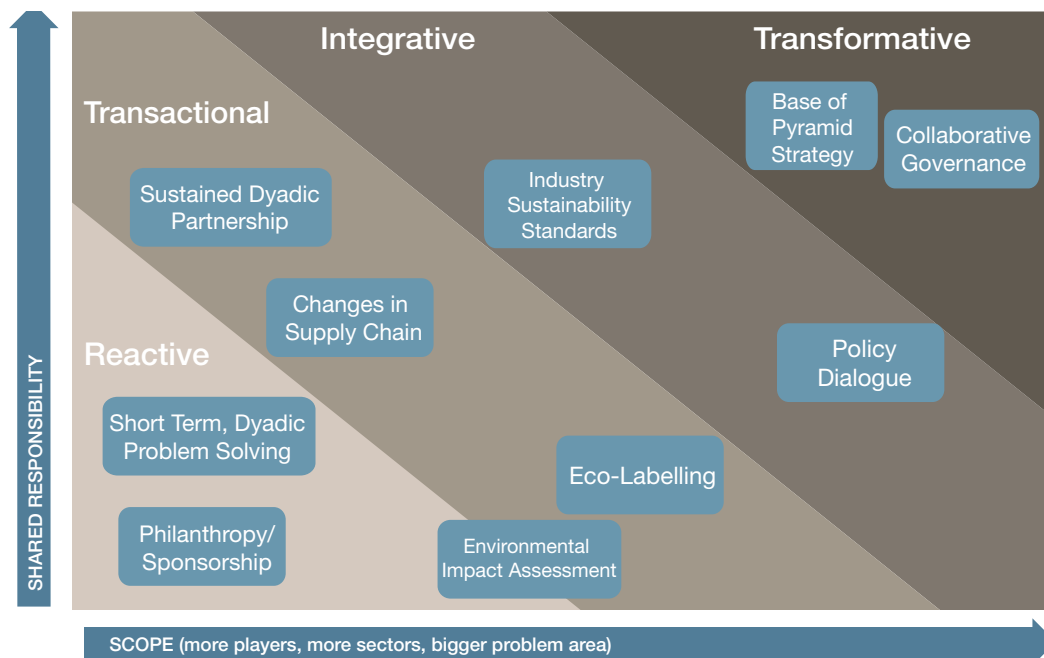 Integrative
Transformative
Transactional
Base of
Pyramid
Strategy
Collaborative
Governance
Sustained Dyadic
Partnership
Industry
Sustainability
Standards
Changes in
Supply Chain
Reactive
Policy
Dialogue
Short Term, Dyadic
Problem Solving
Eco-Labelling
Philanthropy/
Sponsorship
Environmental
Impact Assessment
SHARED RESPONSIBILITY
SCOPE (more players, more sectors, bigger problem area)